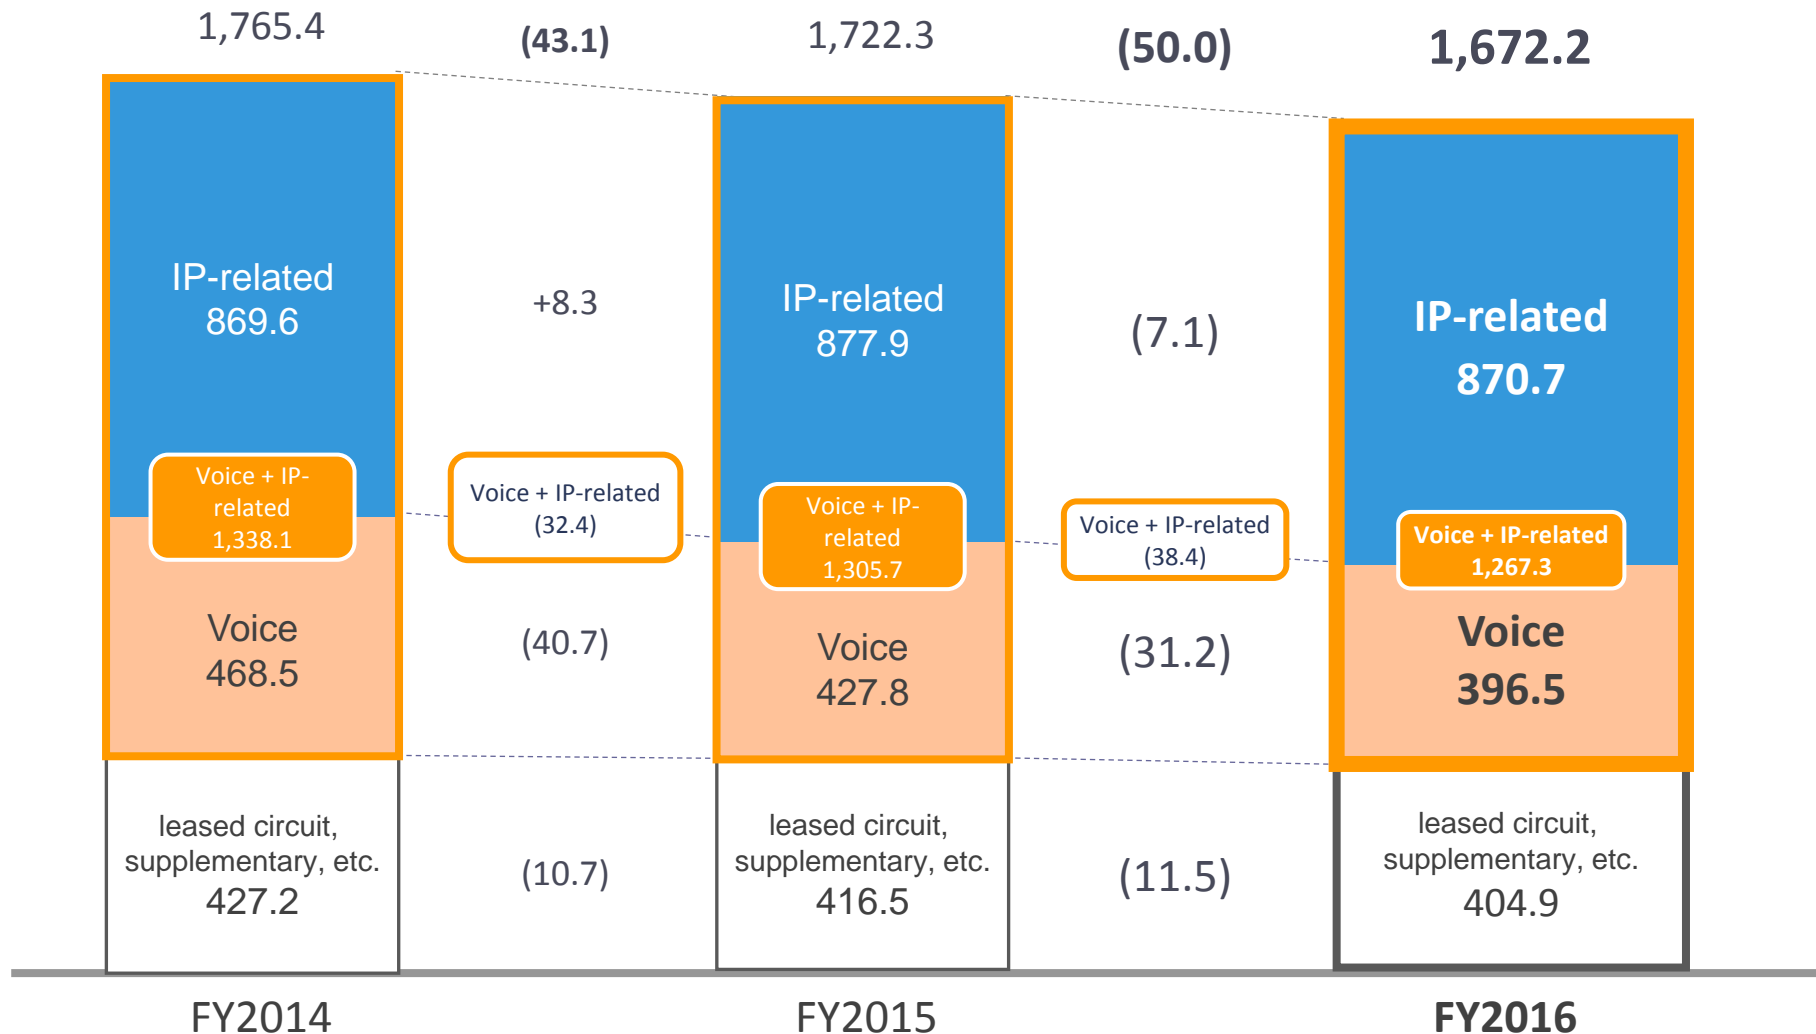 1,765.4
(43.1)
1,722.3
(50.0)
1,672.2
IP-related
869.6
+8.3
IP-related
877.9
(7.1)
IP-related
870.7
Voice + IP-
related
1,338.1
Voice + IP-related
(32.4)
Voice + IP-
related
1,305.7
Voice + IP-related
(38.4)
Voice + IP-related
1,267.3
Voice
468.5
(40.7)
Voice
427.8
(31.2)
Voice
396.5
leased circuit,
supplementary, etc.
427.2
(10.7)
leased circuit,
supplementary, etc.
416.5
(11.5)
leased circuit,
supplementary, etc.
404.9
FY2014
FY2015
FY2016